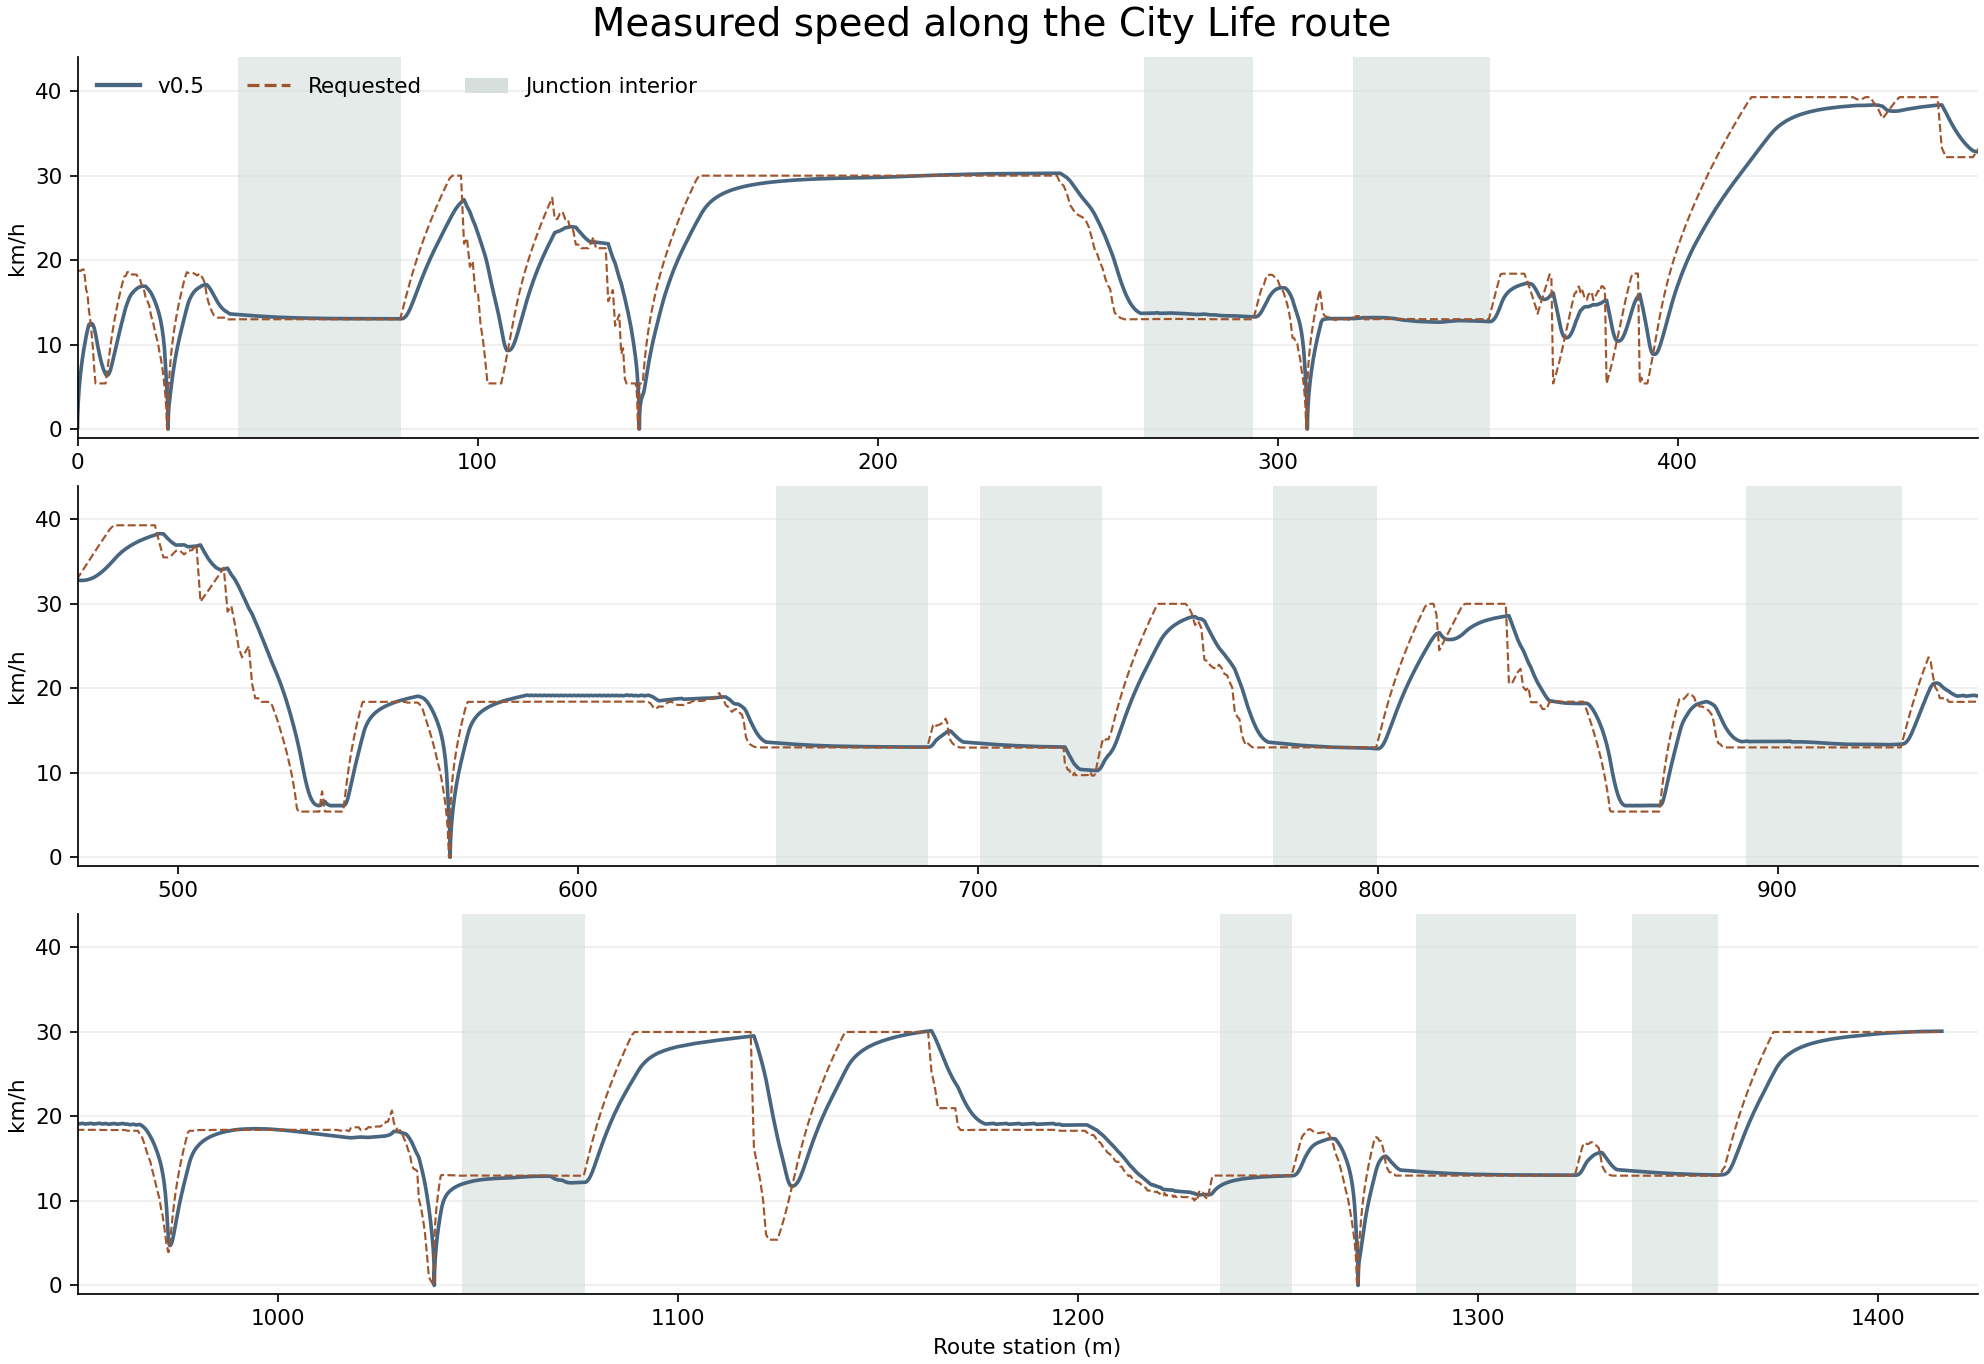 Measured speed along the City Life route
v0.5 Requested Junction interior
km/h
40
30
20
10
0
0 100 200 300 400
km/h
40
30
20
10
0
500 600 700 800 900
km/h
40
30
20
10
0
1000 1100 1200 1300 1400
Route station (m)